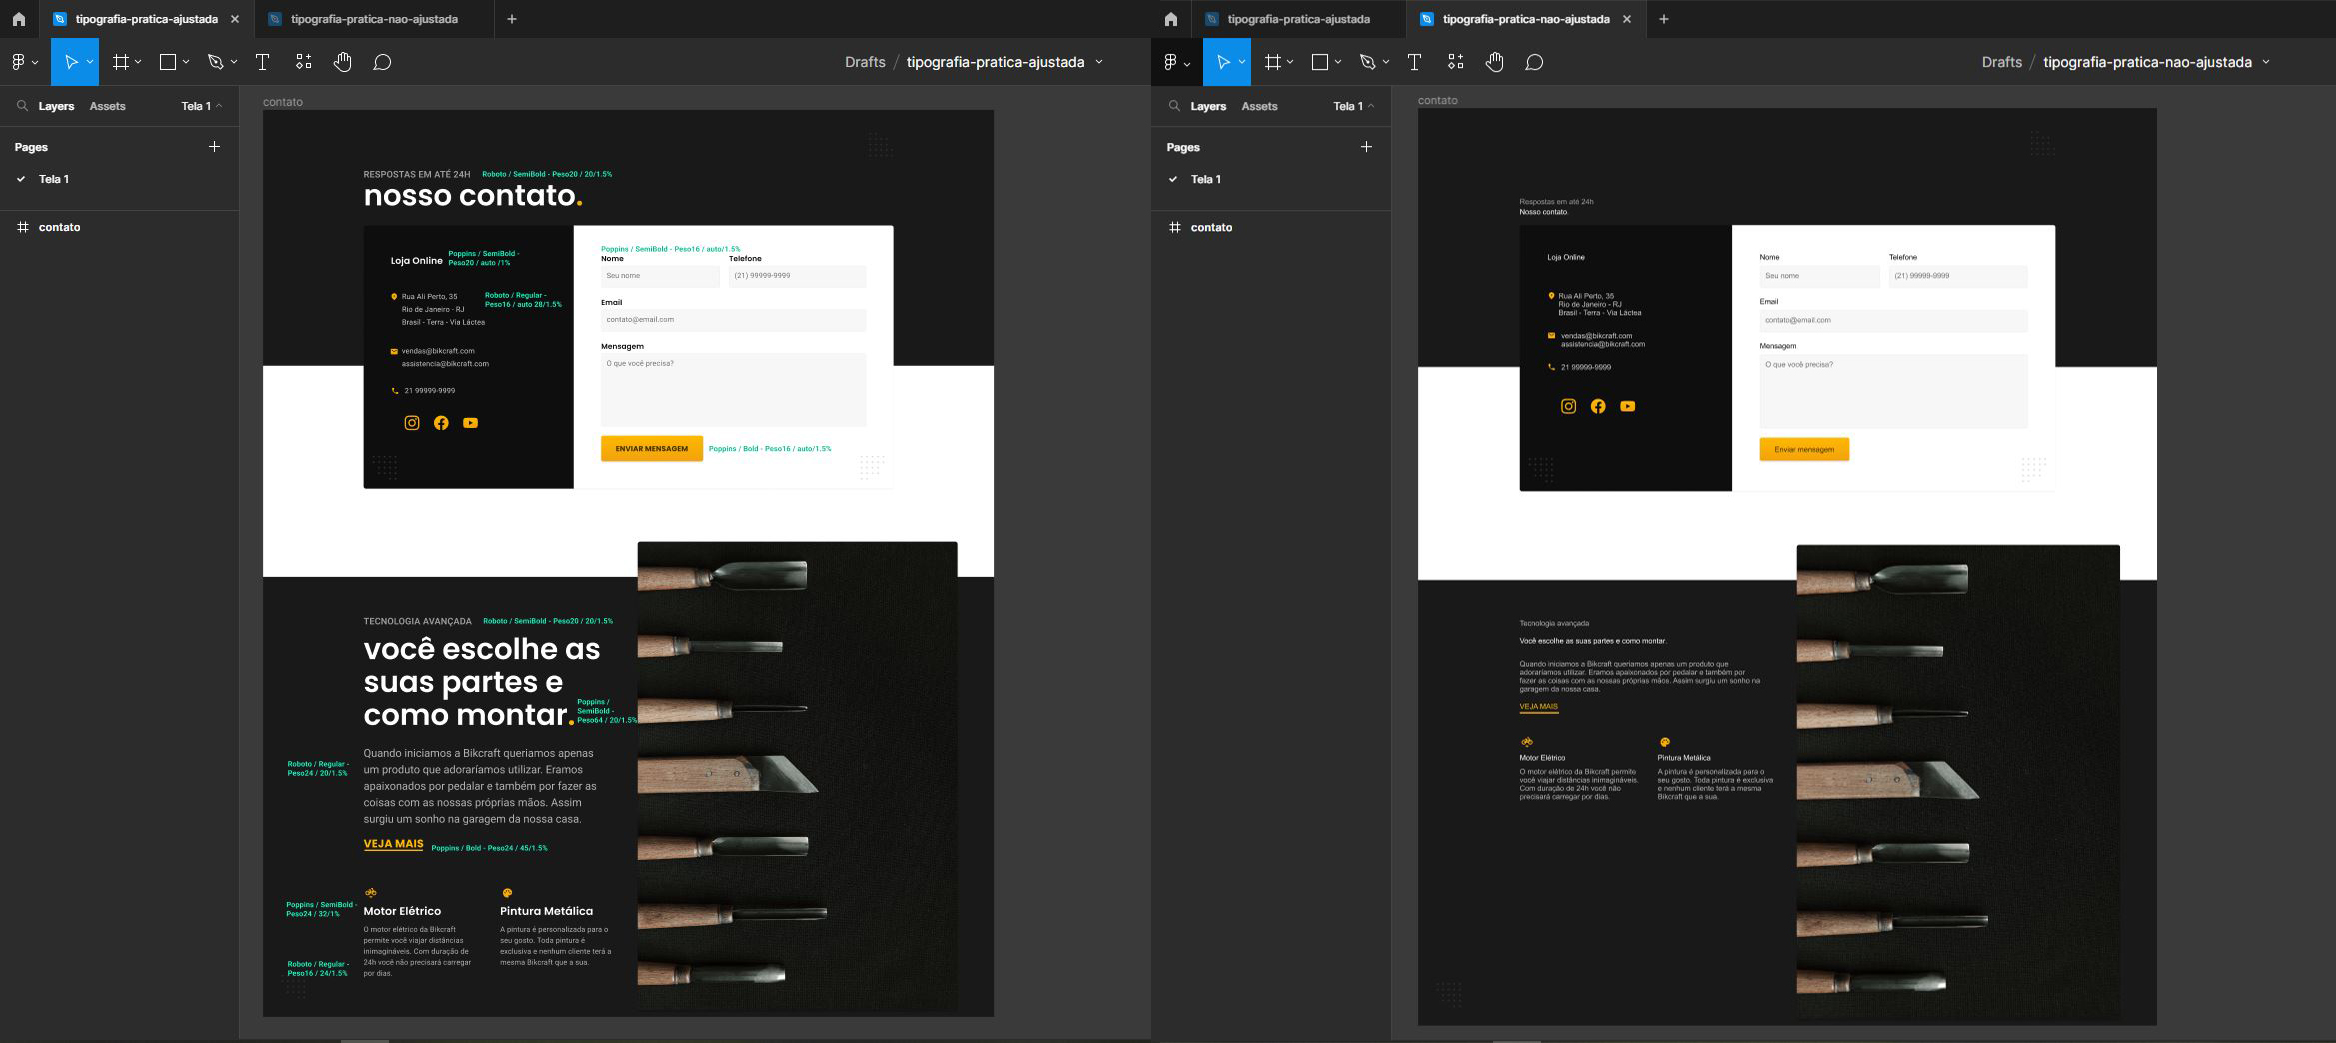 tipografia-pratica-ajustada
tipografia-pratica-nao-ajustada
Drafts / tipografia-pratica-ajustada
Layers
Assets
Tela 1
Pages
Tela 1
contato
contato
RESPOSTAS EM ATÉ 24H
Roboto / SemiBold - Peso20 / 20/1.5%
nosso contato.
Loja Online
Poppins / SemiBold -
Peso20 / auto /1%
Rua Ali Perto, 35
Rio de Janeiro - RJ
Brasil - Terra - Via Láctea
Roboto / Regular -
Peso16 / auto 28/1.5%
vendas@bikcraft.com
assistencia@bikcraft.com
21 99999-9999
Poppins / SemiBold - Peso16 / auto/1.5%
Nome
Telefone
Seu nome
(21) 99999-9999
Email
contato@email.com
Mensagem
O que você precisa?
ENVIAR MENSAGEM
Poppins / Bold - Peso16 / auto/1.5%
TECNOLOGIA AVANÇADA
Roboto / SemiBold - Peso20 / 20/1.5%
você escolhe as
suas partes e
como montar.
Poppins /
SemiBold -
Peso64 / 20/1.5%
Roboto / Regular -
Peso24 / 20/1.5%
Quando iniciamos a Bikcraft queriamos apenas
um produto que adoraríamos utilizar. Eramos
apaixonados por pedalar e também por fazer as
coisas com as nossas próprias mãos. Assim
surgiu um sonho na garagem da nossa casa.
VEJA MAIS
Poppins / Bold - Peso24 / 45/1.5%
Poppins / SemiBold -
Peso24 / 32/1%
Motor Elétrico
O motor elétrico da Bikcraft
permite você viajar distâncias
inimagináveis. Com duração de
24h você não precisará carregar
por dias.
Roboto / Regular -
Peso16 / 24/1.5%
Pintura Metálica
A pintura é personalizada para o
seu gosto. Toda pintura é
exclusiva e nenhum cliente terá a
mesma Bikcraft que a sua.
tipografia-pratica-ajustada
tipografia-pratica-nao-ajustada
Drafts / tipografia-pratica-nao-ajustada
Layers
Assets
Tela 1
Pages
Tela 1
contato
contato
Respostas em até 24h
Nosso contato.
Loja Online
Rua Ali Perto, 35
Rio de Janeiro - RJ
Brasil - Terra - Via Láctea
vendas@bikcraft.com
assistencia@bikcraft.com
21 99999-9999
Nome
Telefone
Seu nome
(21) 99999-9999
Email
contato@email.com
Mensagem
O que você precisa?
Enviar mensagem
Tecnologia avançada
Você escolhe as suas partes e como montar.
Quando iniciamos a Bikcraft queriamos apenas um produto que
adoraríamos utilizar. Eramos apaixonados por pedalar e também por
fazer as coisas com as nossas próprias mãos. Assim surgiu um sonho na
garagem da nossa casa.
VEJA MAIS
Motor Elétrico
O motor elétrico da Bikcraft permite
você viajar distâncias inimagináveis.
Com duração de 24h você não
precisará carregar por dias.
Pintura Metálica
A pintura é personalizada para o
seu gosto. Toda pintura é exclusiva
e nenhum cliente terá a mesma
Bikcraft que a sua.